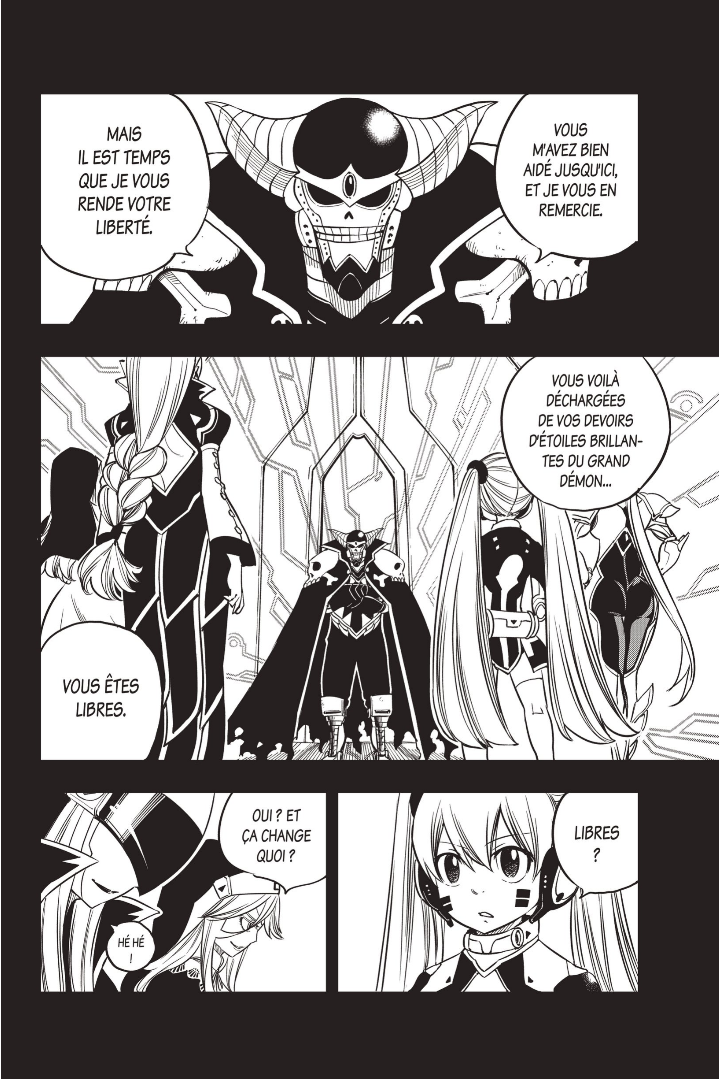 VOUS
M'AVEZ BIEN
AIDÉ JUSQU'ICI,
ET JE VOUS EN
REMERCIE.
MAIS
IL EST TEMPS
QUE JE VOUS
RENDE VOTRE
LIBERTÉ.
VOUS VOILÀ
DÉCHARGÉES
DE VOS DEVOIRS
D'ÉTOILES BRILLAN-
TES DU GRAND
DÉMON...
VOUS ÊTES
LIBRES.
LIBRES
?
OUI ? ET
ÇA CHANGE
QUOI ?
HÉ HÉ
!